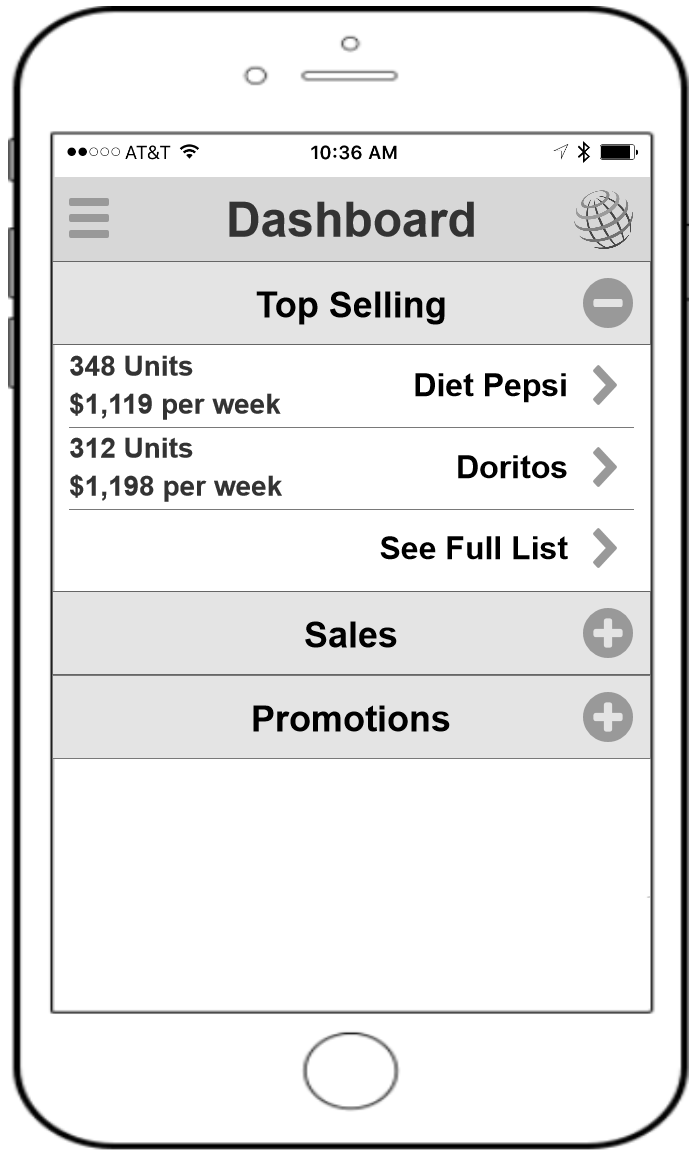 AT&T 10:36 AM
Dashboard
Top Selling
348 Units
$1,119 per week
Diet Pepsi
312 Units
$1,198 per week
Doritos
See Full List
Sales
Promotions